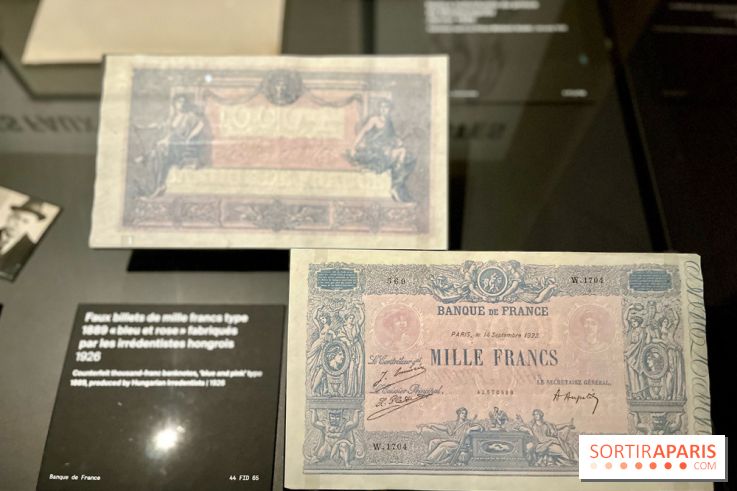 Faux billets de mille francs type
1889 « bleu et rose » fabriqués
par les irrédentistes hongrois
1926
Counterfeit thousand-franc banknotes, "blue and pink" type
1889, produced by Hungarian irredentists | 1926
Banque de France
44 FID 65
560
W.1704
BANQUE DE FRANCE
PARIS, le 14 Septembre 1922
Le Contrôleur gal
MILLE FRANCS
LE SECRÉTAIRE GÉNÉRAL,
Le Caissier Principal
W.1704
SORTIRAPARIS
.COM